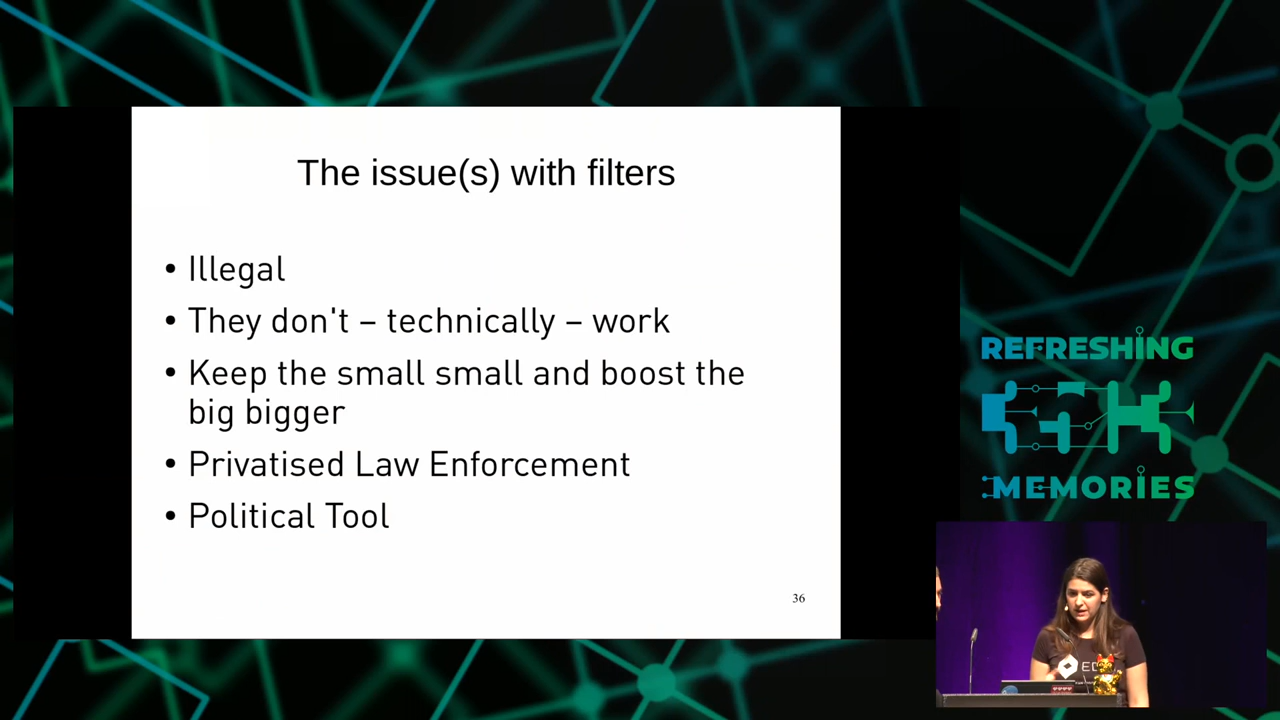 The issue(s) with filters
• Illegal
• They don't – technically – work
• Keep the small small and boost the
big bigger
• Privatised Law Enforcement
• Political Tool
36
REFRESHING
MEMORIES